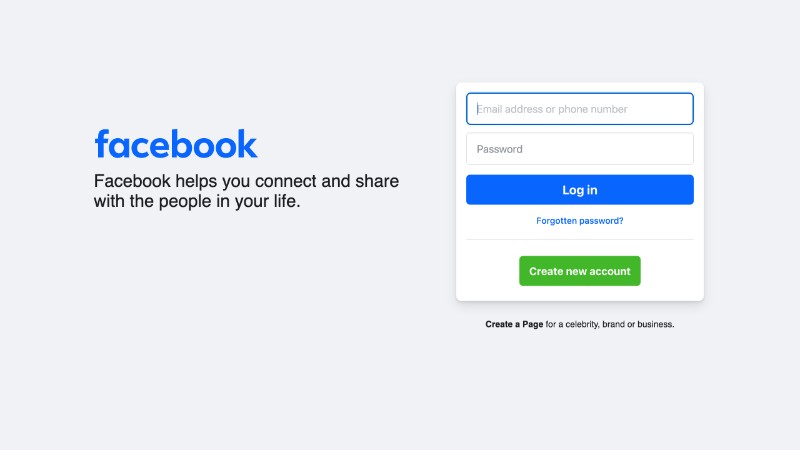 facebook
Facebook helps you connect and share
with the people in your life.
Email address or phone number
Password
Log in
Forgotten password?
Create new account
Create a Page for a celebrity, brand or business.